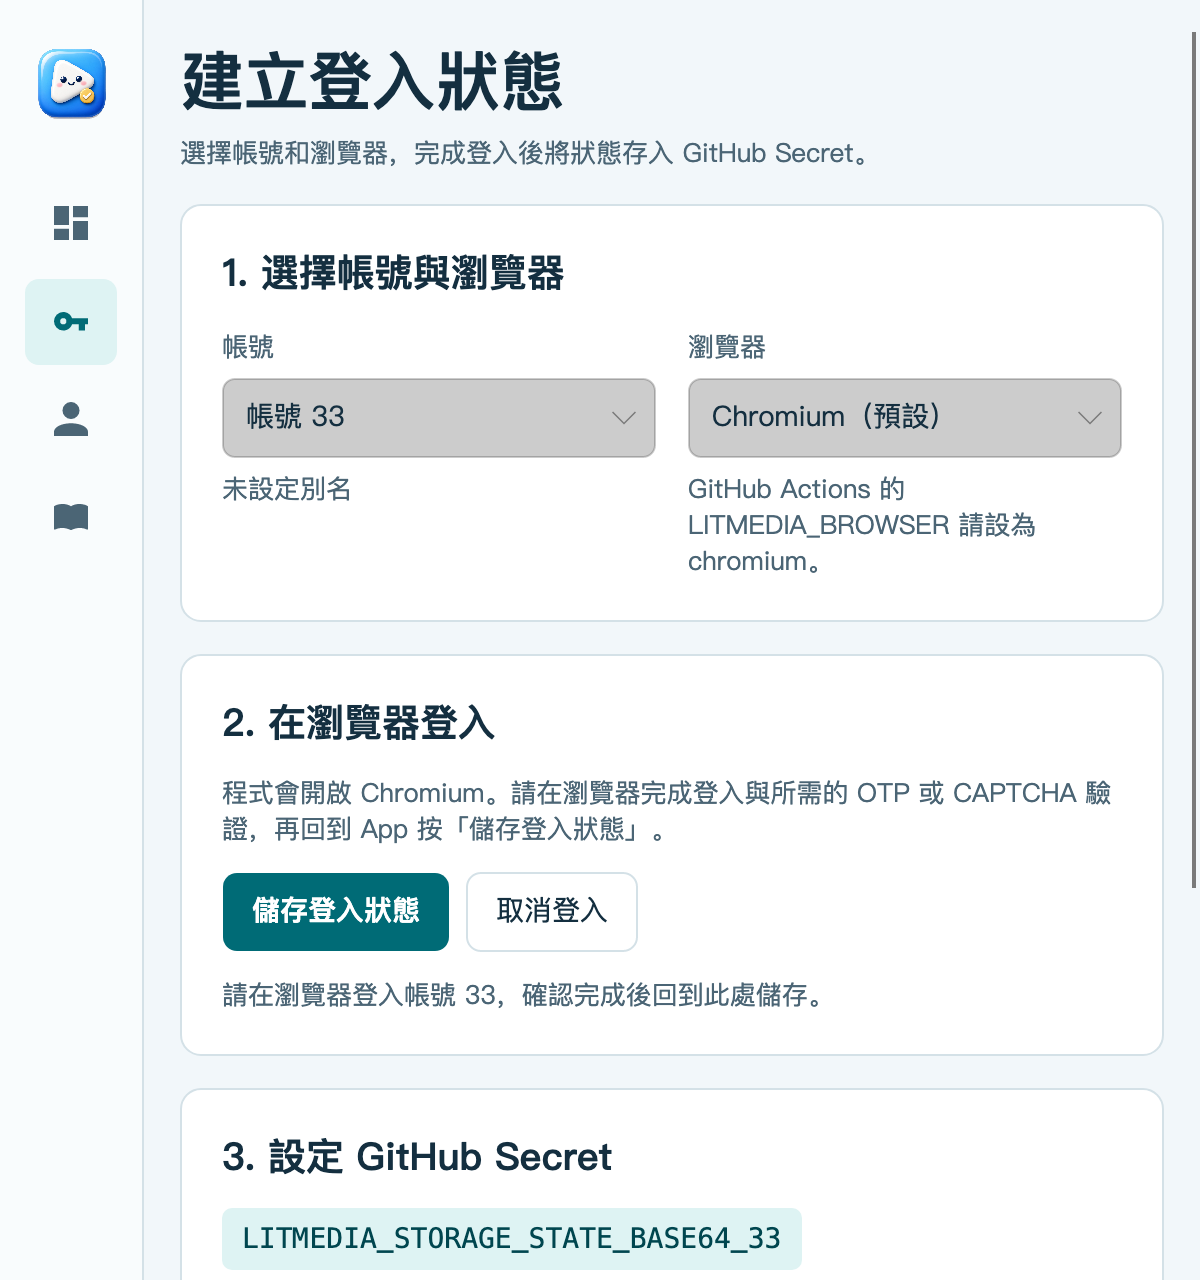 建立登入狀態
選擇帳號和瀏覽器，完成登入後將狀態存入 GitHub Secret。
1. 選擇帳號與瀏覽器
帳號
帳號 33
未設定別名
瀏覽器
Chromium（預設）
GitHub Actions 的
LITMEDIA_BROWSER 請設為
chromium。
2. 在瀏覽器登入
程式會開啟 Chromium。請在瀏覽器完成登入與所需的 OTP 或 CAPTCHA 驗
證，再回到 App 按「儲存登入狀態」。
儲存登入狀態
取消登入
請在瀏覽器登入帳號 33，確認完成後回到此處儲存。
3. 設定 GitHub Secret
LITMEDIA_STORAGE_STATE_BASE64_33